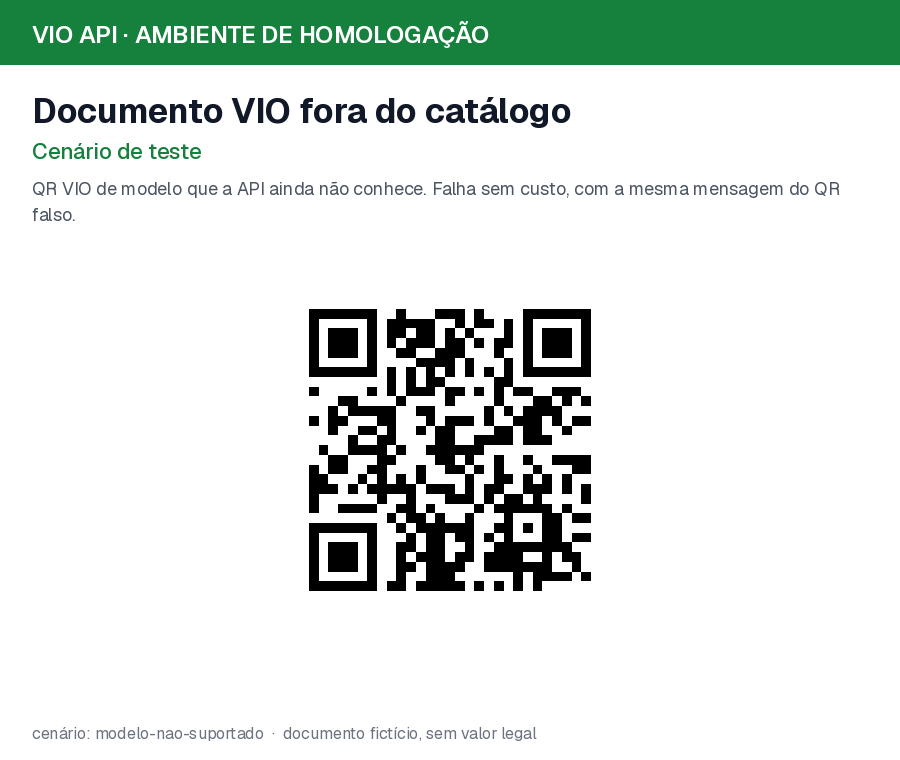 VIO API · AMBIENTE DE HOMOLOGAÇÃO
Documento VIO fora do catálogo
Cenário de teste
QR VIO de modelo que a API ainda não conhece. Falha sem custo, com a mesma mensagem do QR
falso.
cenário: modelo-nao-suportado · documento fictício, sem valor legal